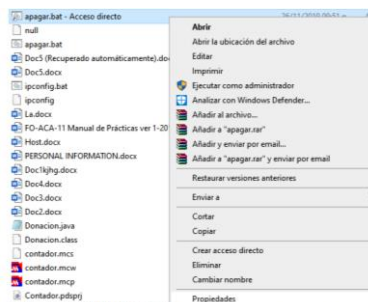 apagar.bat - Acceso directo
null
apagar.bat
Doc5 (Recuperado automáticamente).do
Doc5.docx
ipconfig.bat
ipconfig
La.docx
FO-ACA-11 Manual de Prácticas ver 1-20
Host.docx
PERSONAL INFORMATION.docx
Doc1kjhg.docx
Doc4.docx
Doc3.docx
Doc2.docx
Donacion.java
Donacion.class
contador.mcs
contador.mcw
contador.mcp
Contador.pdsprj
Abrir
Abrir la ubicación del archivo
Editar
Imprimir
Ejecutar como administrador
Analizar con Windows Defender...
Añadir al archivo...
Añadir a "apagar.rar"
Añadir y enviar por email...
Añadir a "apagar.rar" y enviar por email
Restaurar versiones anteriores
Enviar a
Cortar
Copiar
Crear acceso directo
Eliminar
Cambiar nombre
Propiedades